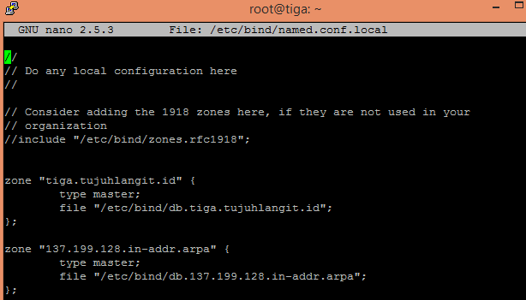 root@tiga: ~
GNU nano 2.5.3 File: /etc/bind/named.conf.local
//
// Do any local configuration here
//
// Consider adding the 1918 zones here, if they are not used in your
// organization
//include "/etc/bind/zones.rfc1918";
zone "tiga.tujuhlangit.id" {
type master;
file "/etc/bind/db.tiga.tujuhlangit.id";
};
zone "137.199.128.in-addr.arpa" {
type master;
file "/etc/bind/db.137.199.128.in-addr.arpa";
};